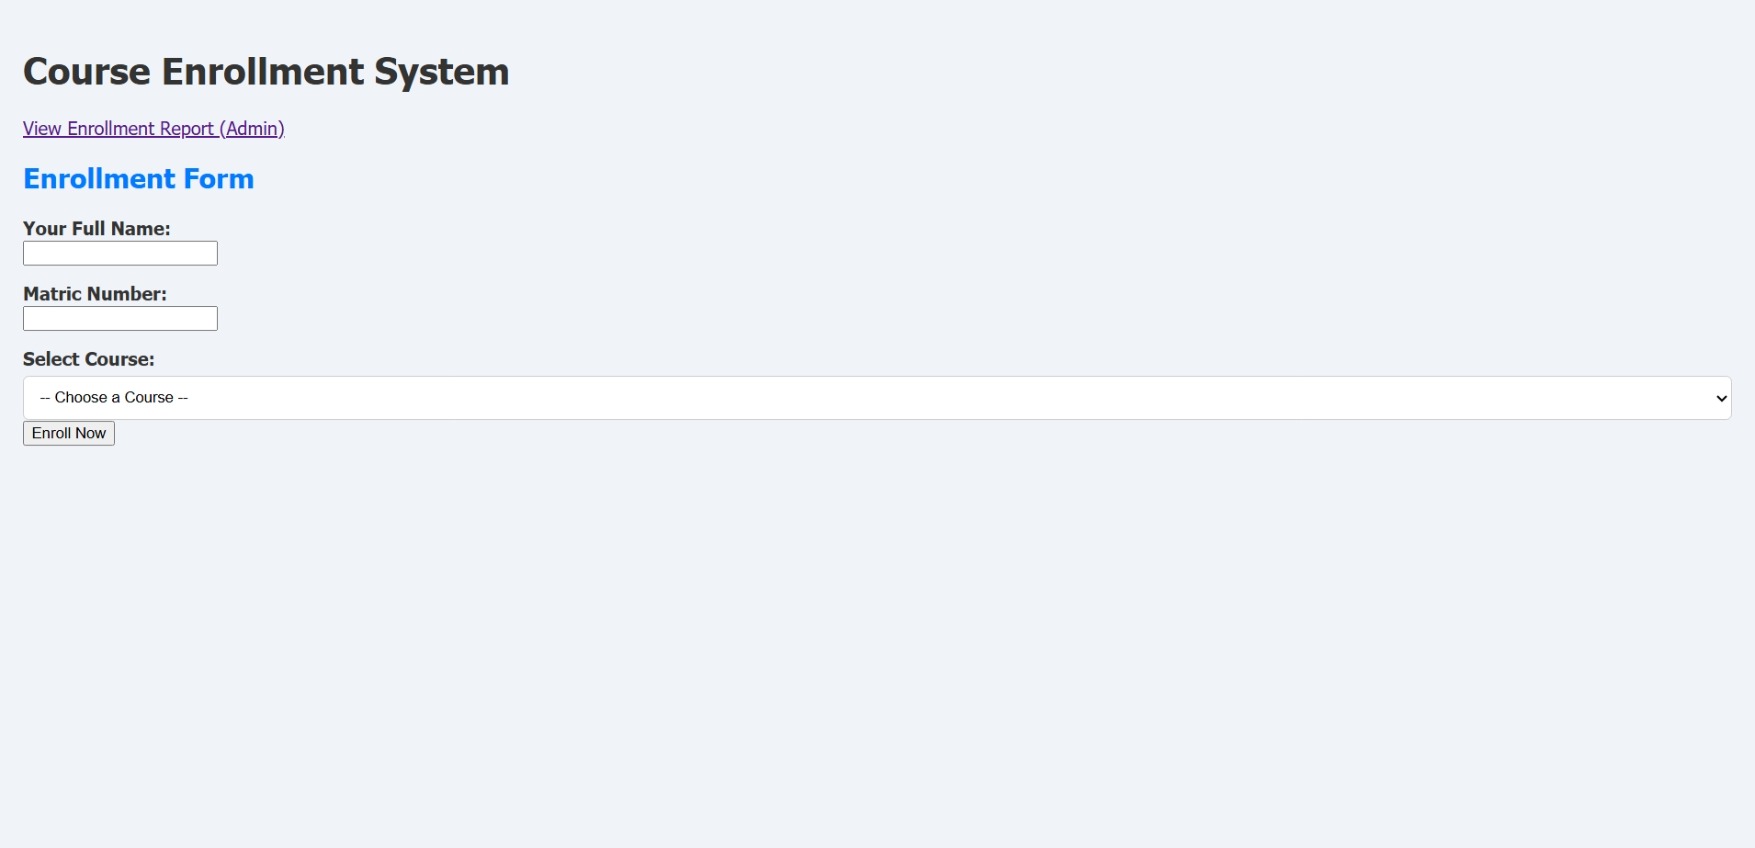 Course Enrollment System
View Enrollment Report (Admin)
Enrollment Form
Your Full Name:
Matric Number:
Select Course:
-- Choose a Course --
Enroll Now